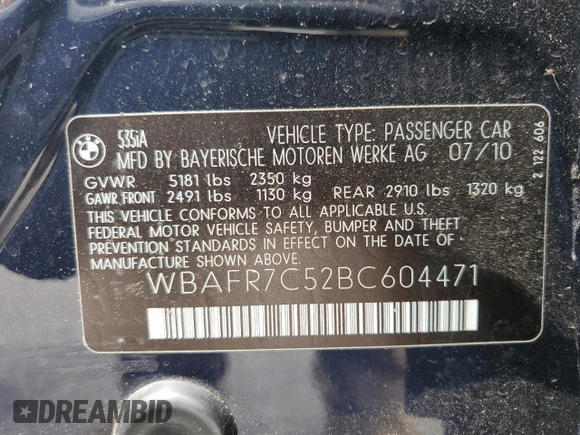 BMW
535iA
VEHICLE TYPE: PASSENGER CAR
MFD BY BAYERISCHE MOTOREN WERKE AG 07/10
GVWR 5181 lbs 2350 kg
GAWR FRONT 2491 lbs 1130 kg REAR 2910 lbs 1320 kg
THIS VEHICLE CONFORMS TO ALL APPLICABLE U.S.
FEDERAL MOTOR VEHICLE SAFETY, BUMPER AND THEFT
PREVENTION STANDARDS IN EFFECT ON THE DATE OF
MANUFACTURE SHOWN ABOVE.
WBAFR7C52BC604471
2 122 606
DREAMBID